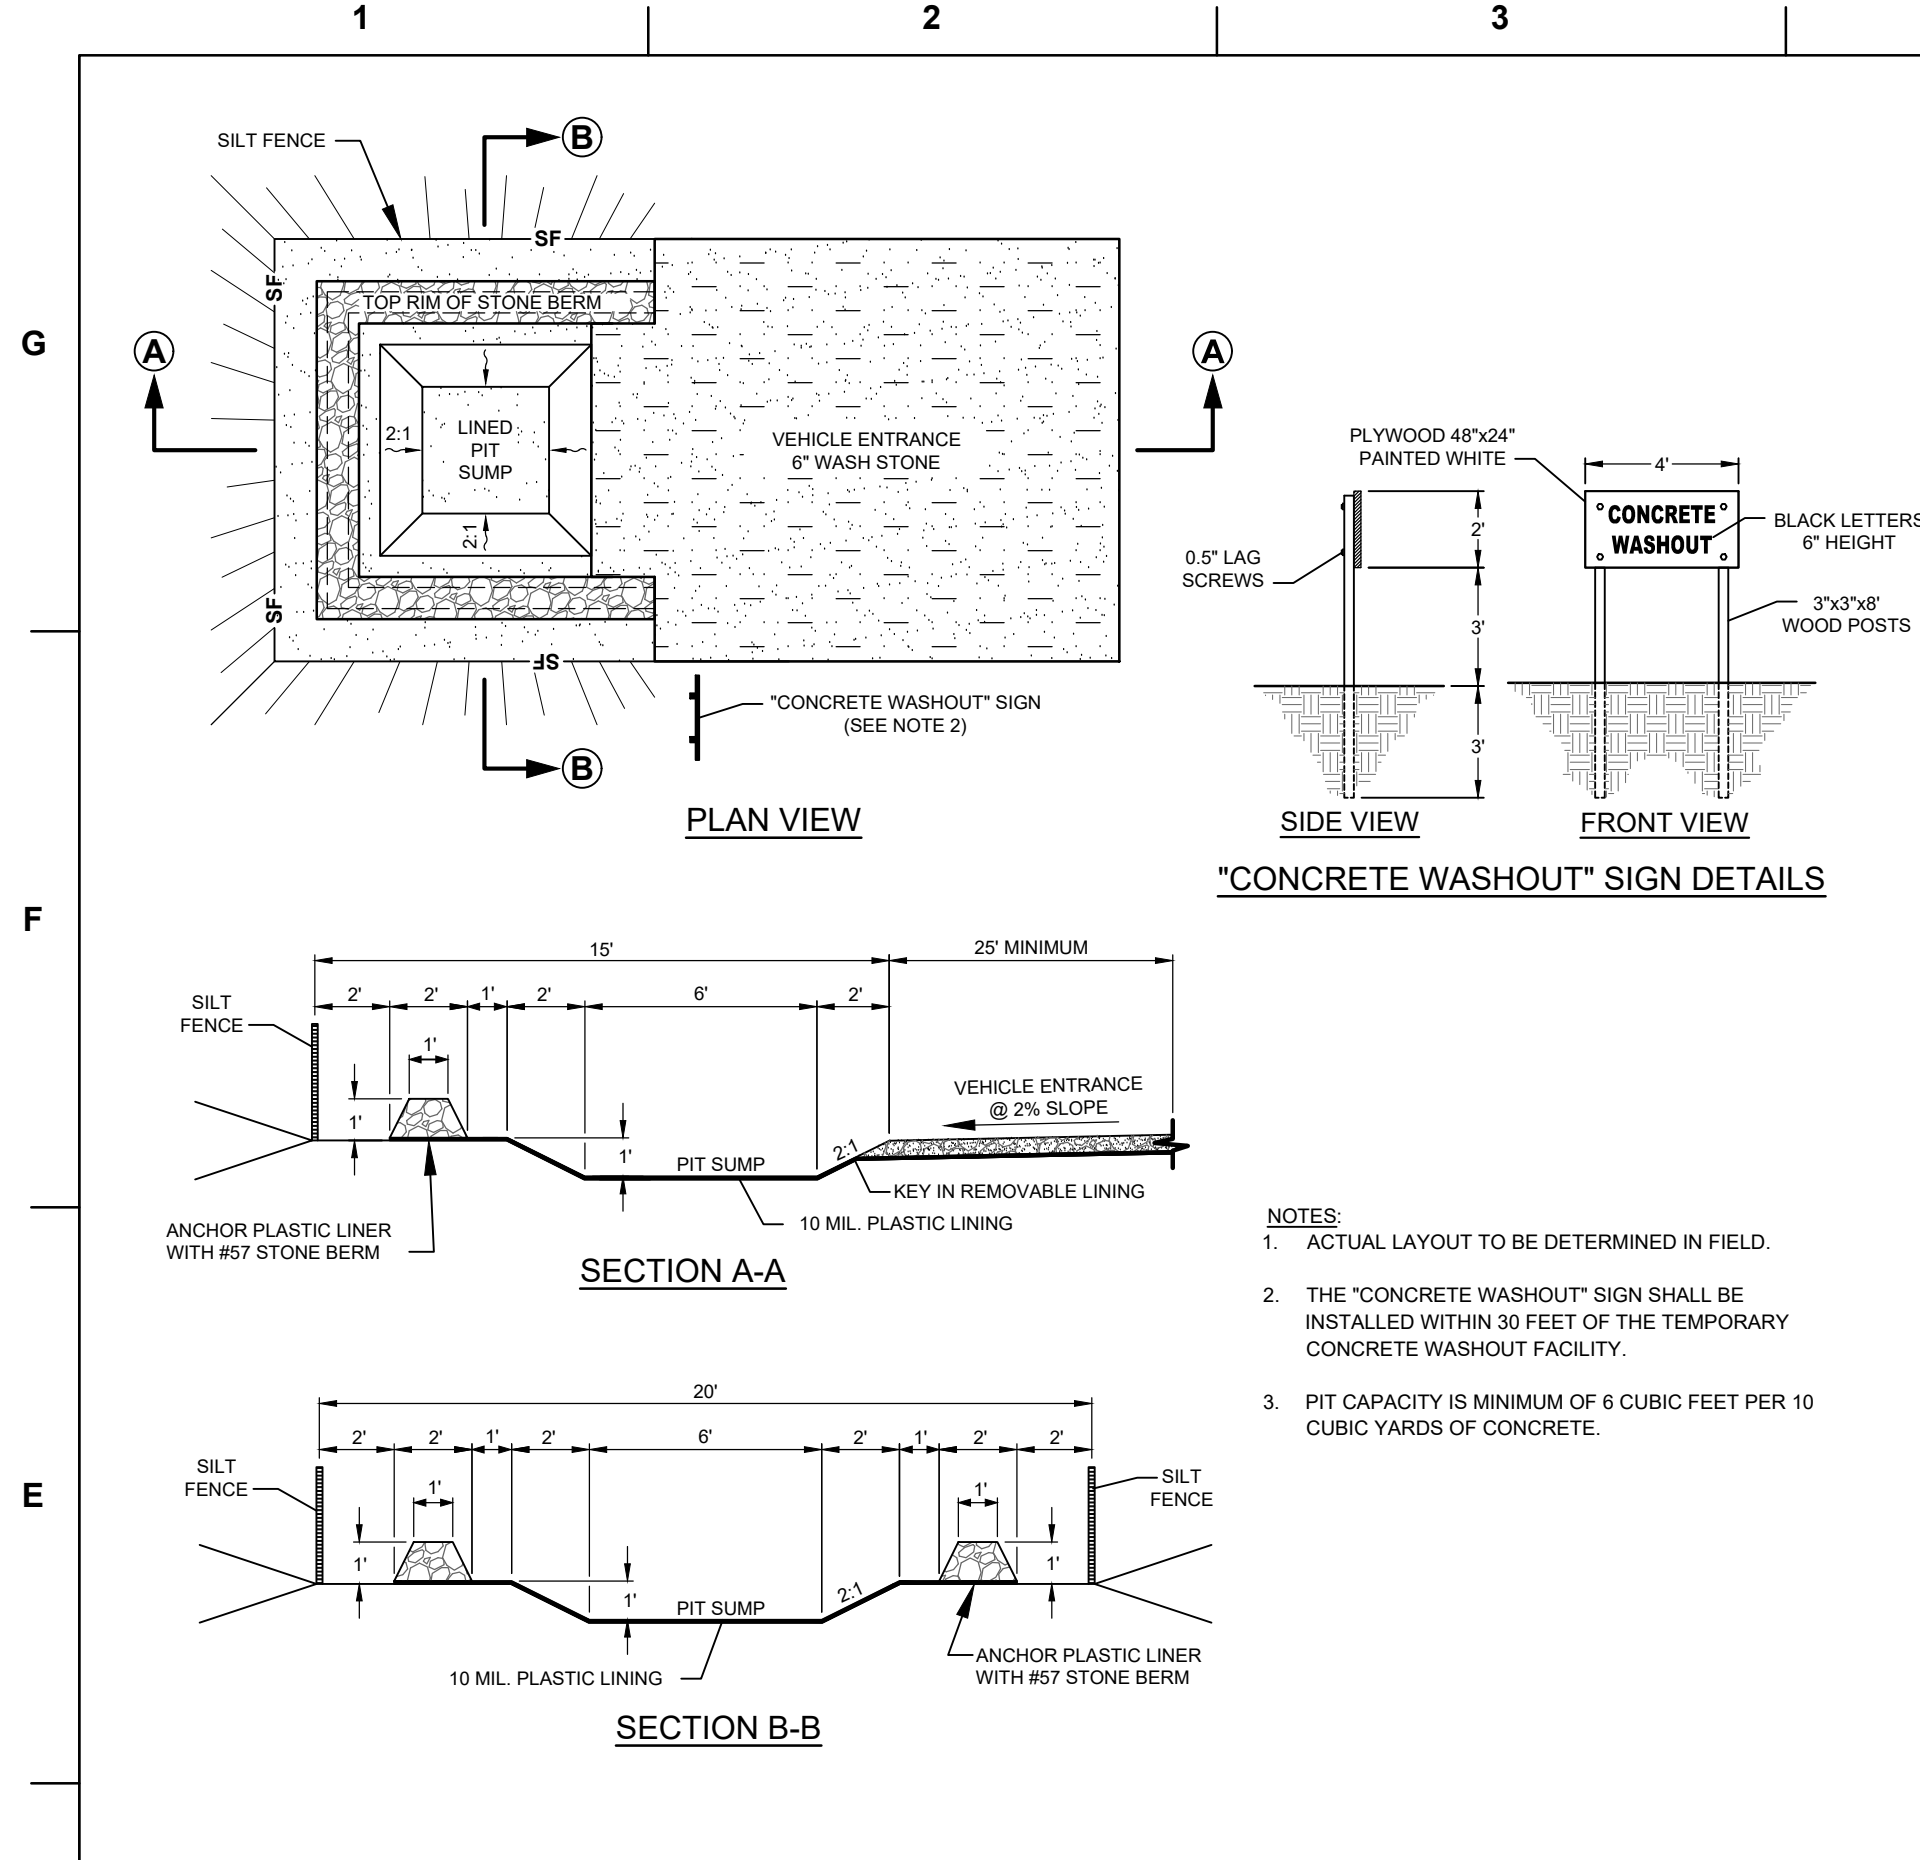 1
2
3
G
F
E
SILT FENCE
B
SF
SF
TOP RIM OF STONE BERM
A
A
2:1
LINED
PIT
SUMP
2:1
VEHICLE ENTRANCE
6" WASH STONE
SF
SF
"CONCRETE WASHOUT" SIGN
(SEE NOTE 2)
B
PLAN VIEW
PLYWOOD 48"x24"
PAINTED WHITE
4'
CONCRETE
WASHOUT
BLACK LETTERS
6" HEIGHT
2'
0.5" LAG
SCREWS
3'
3"x3"x8'
WOOD POSTS
3'
SIDE VIEW
FRONT VIEW
"CONCRETE WASHOUT" SIGN DETAILS
15'
25' MINIMUM
2'
2'
1'
2'
6'
2'
SILT
FENCE
1'
1'
VEHICLE ENTRANCE
@ 2% SLOPE
2:1
1'
PIT SUMP
KEY IN REMOVABLE LINING
10 MIL. PLASTIC LINING
ANCHOR PLASTIC LINER
WITH #57 STONE BERM
SECTION A-A
NOTES:
1. ACTUAL LAYOUT TO BE DETERMINED IN FIELD.
2. THE "CONCRETE WASHOUT" SIGN SHALL BE
INSTALLED WITHIN 30 FEET OF THE TEMPORARY
CONCRETE WASHOUT FACILITY.
3. PIT CAPACITY IS MINIMUM OF 6 CUBIC FEET PER 10
CUBIC YARDS OF CONCRETE.
20'
2'
2'
1'
2'
6'
2'
1'
2'
2'
SILT
FENCE
1'
1'
SILT
FENCE
1'
1'
1'
PIT SUMP
2:1
10 MIL. PLASTIC LINING
ANCHOR PLASTIC LINER
WITH #57 STONE BERM
SECTION B-B